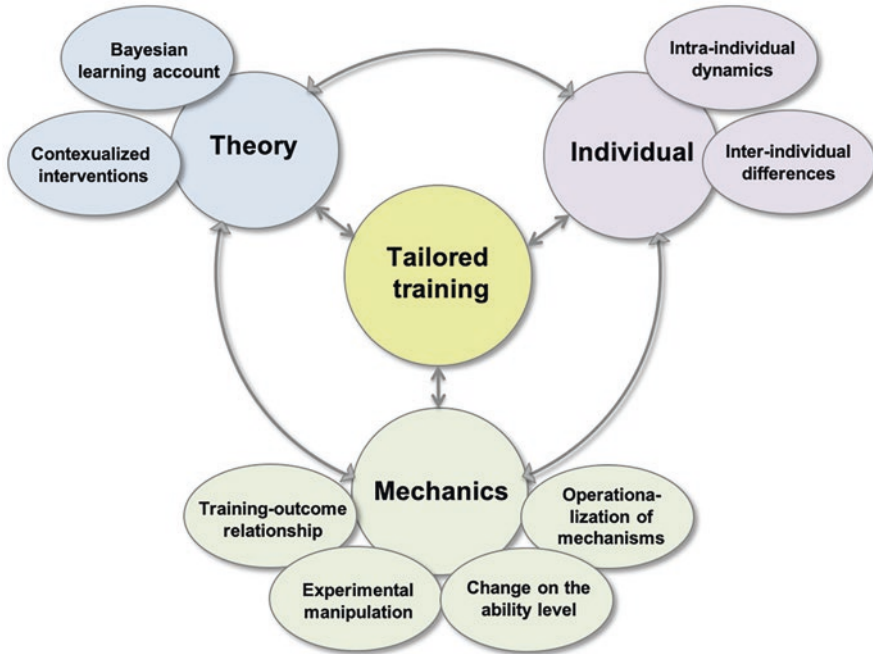 Bayesian
learning account
Contexualized
interventions
Theory
Intra-individual
dynamics
Individual
Inter-individual
differences
Tailored
training
Mechanics
Training-outcome
relationship
Experimental
manipulation
Change on the
ability level
Operationa-
lization of
mechanisms